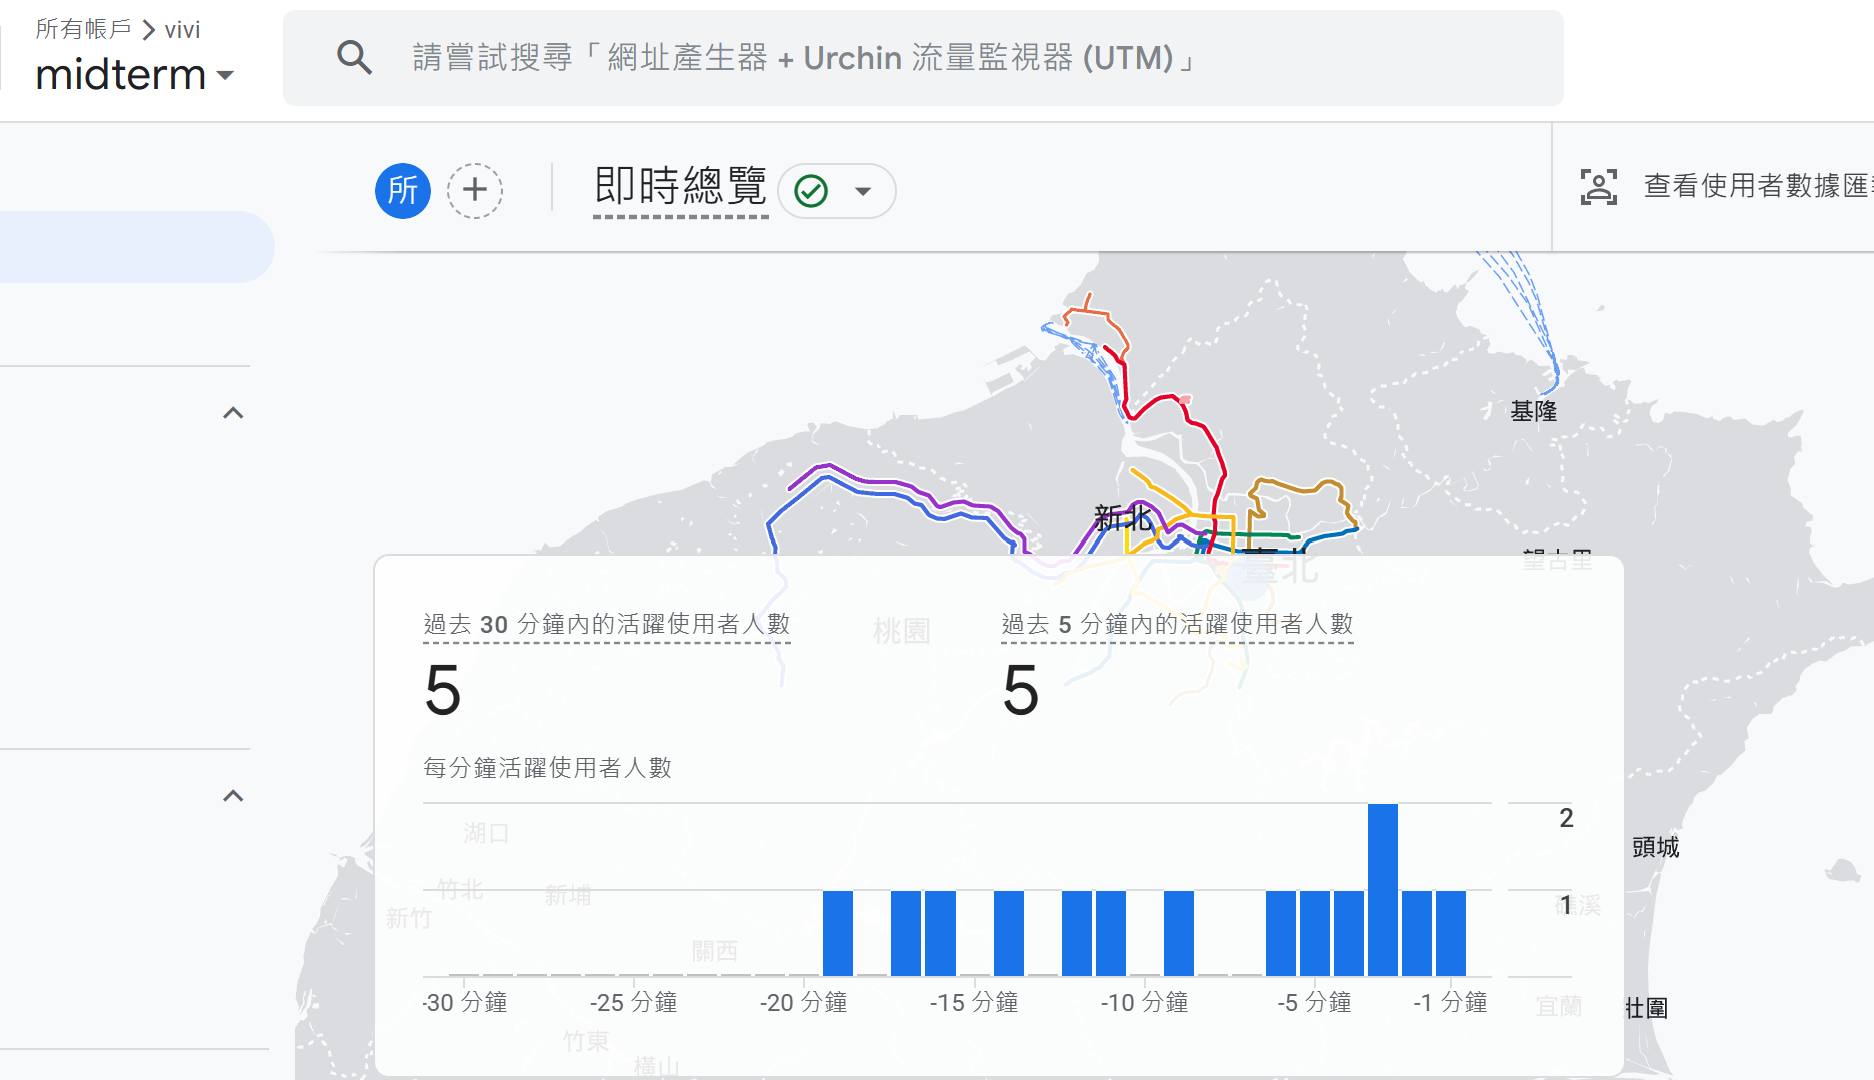 所有帳戶 > vivi
midterm
請嘗試搜尋「網址產生器 + Urchin 流量監視器 (UTM)」
所
即時總覽
查看使用者數據匯
基隆
新北
臺北
望古里
過去 30 分鐘內的活躍使用者人數
桃園
過去 5 分鐘內的活躍使用者人數
5
5
每分鐘活躍使用者人數
2
湖口
頭城
竹北
新埔
1
礁溪
新竹
關西
-30 分鐘
-25 分鐘
-20 分鐘
-15 分鐘
-10 分鐘
-5 分鐘
-1 分鐘
宜蘭
壯圍
竹東
橫山